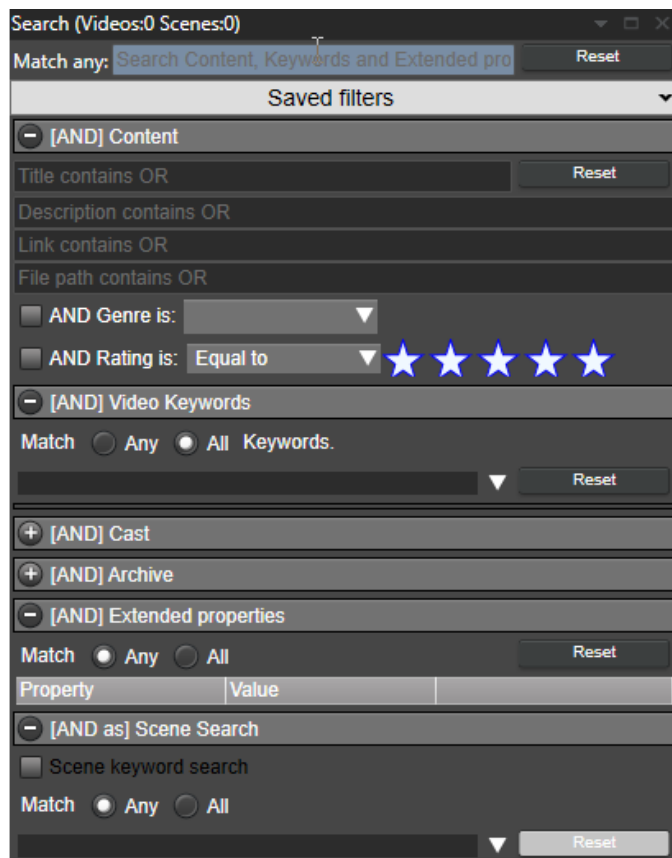 Search (Videos:0 Scenes:0)
Match any: Search Content, Keywords and Extended pro Reset
Saved filters
[AND] Content
Title contains OR Reset
Description contains OR
Link contains OR
File path contains OR
AND Genre is:
AND Rating is: Equal to
[AND] Video Keywords
Match Any All Keywords.
Reset
[AND] Cast
[AND] Archive
[AND] Extended properties
Match Any All Reset
Property Value
[AND as] Scene Search
Scene keyword search
Match Any All
Reset